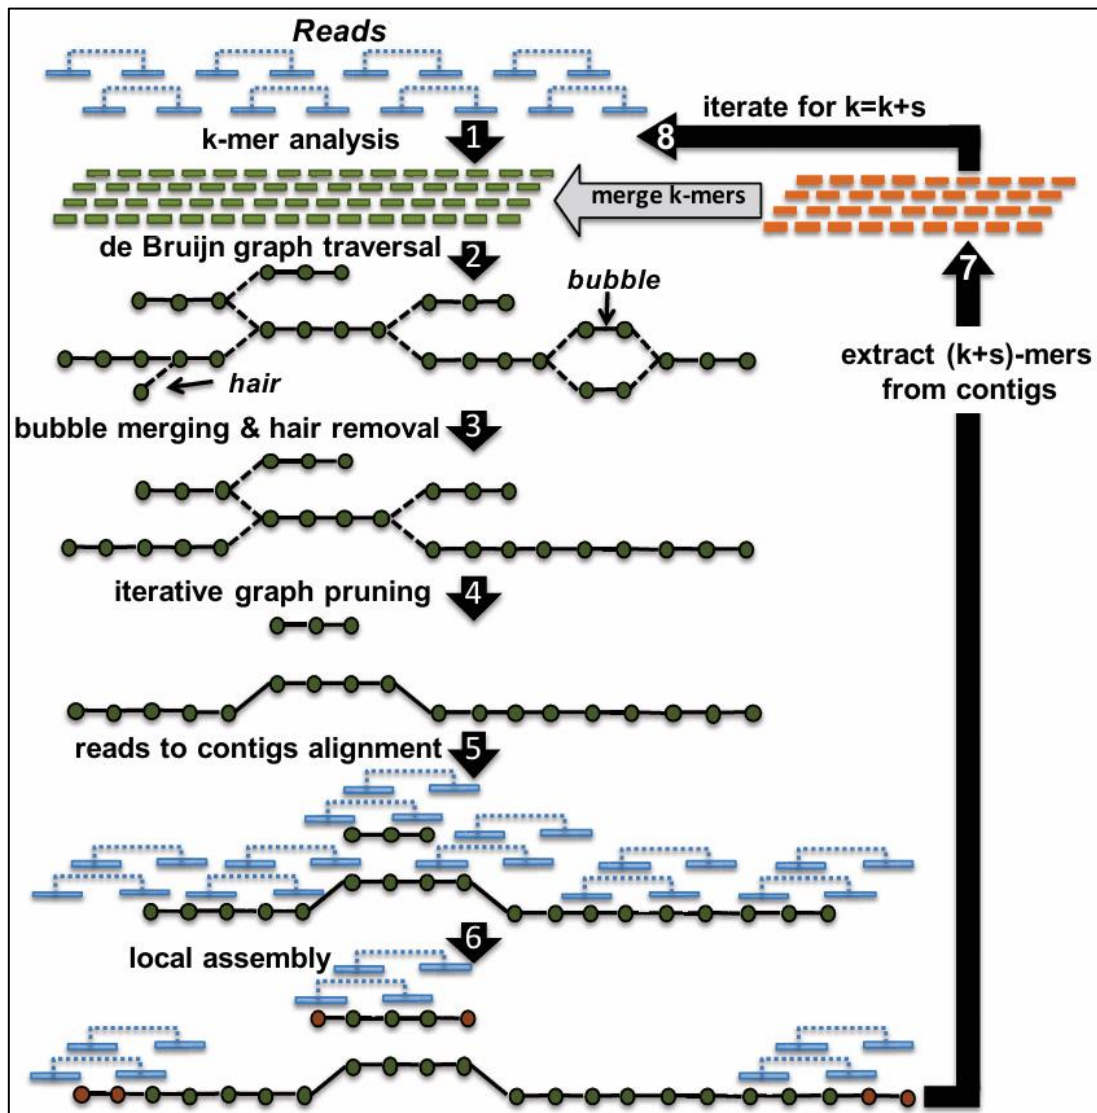 Reads
iterate for k=k+s
8
k-mer analysis
1
merge k-mers
de Bruijn graph traversal
2
7
bubble
extract (k+s)-mers
from contigs
hair
bubble merging & hair removal
3
iterative graph pruning
4
reads to contigs alignment
5
6
local assembly